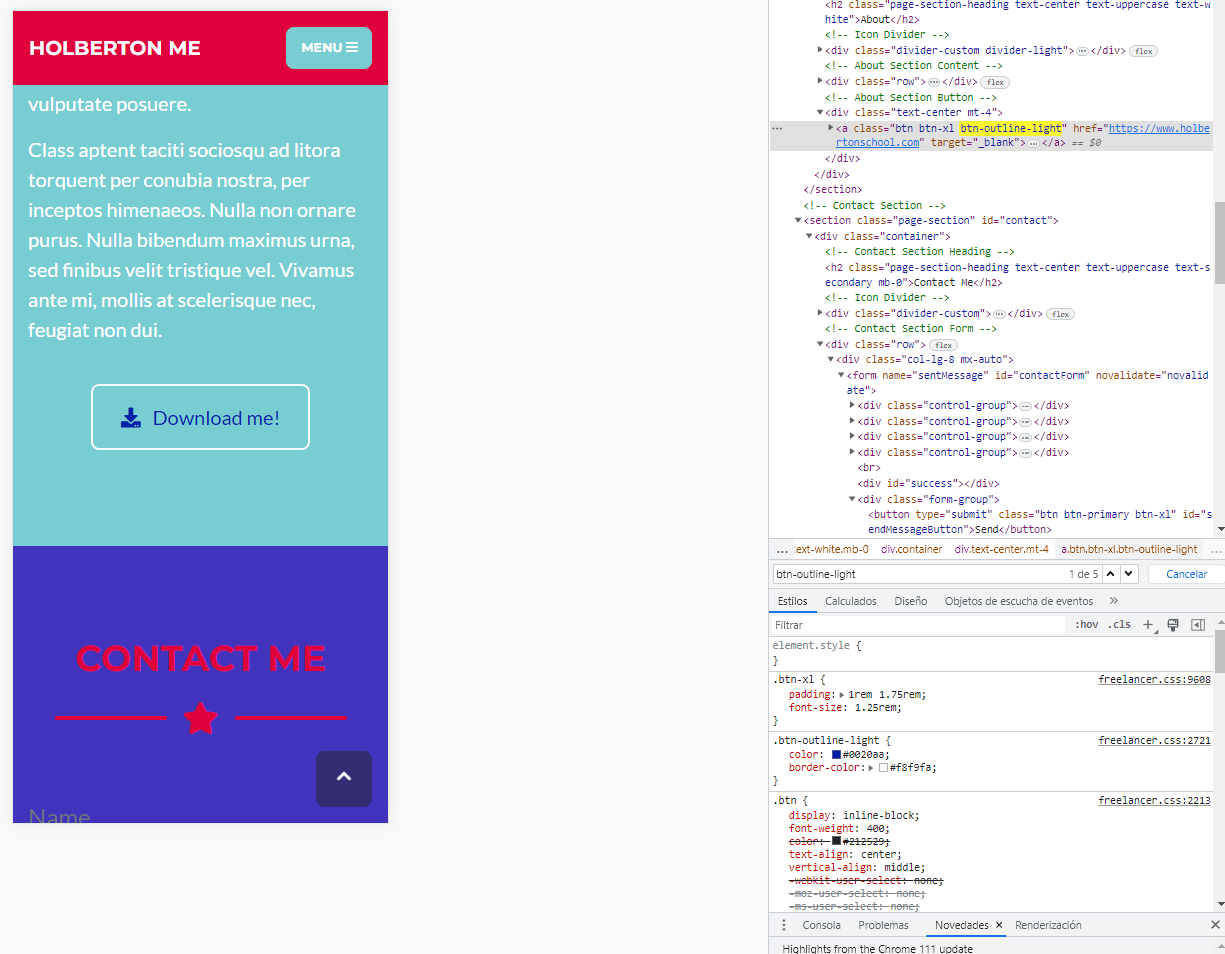 HOLBERTON ME
MENU
vulputate posuere.
Class aptent taciti sociosqu ad litora
torquent per conubia nostra, per
inceptos himenaeos. Nulla non ornare
purus. Nulla bibendum maximus urna,
sed finibus velit tristique vel. Vivamus
ante mi, mollis at scelerisque nec,
feugiat non dui.
Download me!
CONTACT ME
Name
<h2 class="page-section-heading text-center text-uppercase text-w
hite">About</h2>
<!-- Icon Divider -->
<div class="divider-custom divider-light">…</div> flex
<!-- About Section Content -->
<div class="row">…</div> flex
<!-- About Section Button -->
<div class="text-center mt-4">
<a class="btn btn-xl btn-outline-light" href="https://www.holbe
rtonschool.com" target="_blank">…</a> == $0
</div>
</div>
</section>
<!-- Contact Section -->
<section class="page-section" id="contact">
<div class="container">
<!-- Contact Section Heading -->
<h2 class="page-section-heading text-center text-uppercase text-s
econdary mb-0">Contact Me</h2>
<!-- Icon Divider -->
<div class="divider-custom">…</div> flex
<!-- Contact Section Form -->
<div class="row"> flex
<div class="col-lg-8 mx-auto">
<form name="sentMessage" id="contactForm" novalidate="novalid
ate">
<div class="control-group">…</div>
<div class="control-group">…</div>
<div class="control-group">…</div>
<div class="control-group">…</div>
<br>
<div id="success"></div>
<div class="form-group">
<button type="submit" class="btn btn-primary btn-xl" id="s
endMessageButton">Send</button>
... :ext-white.mb-0 div.container div.text-center.mt-4 a.btn.btn-xl.btn-outline-light ...
btn-outline-light 1 de 5 Cancelar
Estilos Calculados Diseño Objetos de escucha de eventos »
Filtrar :hov .cls +
element.style {
}
.btn-xl { freelancer.css:9608
padding: 1rem 1.75rem;
font-size: 1.25rem;
}
.btn-outline-light { freelancer.css:2721
color: #0020aa;
border-color: #f8f9fa;
}
.btn { freelancer.css:2213
display: inline-block;
font-weight: 400;
color: #212529;
text-align: center;
vertical-align: middle;
-webkit-user-select: none;
-moz-user-select: none;
-ms-user-select: none;
Consola Problemas Novedades × Renderización ×
Highlights from the Chrome 111 update